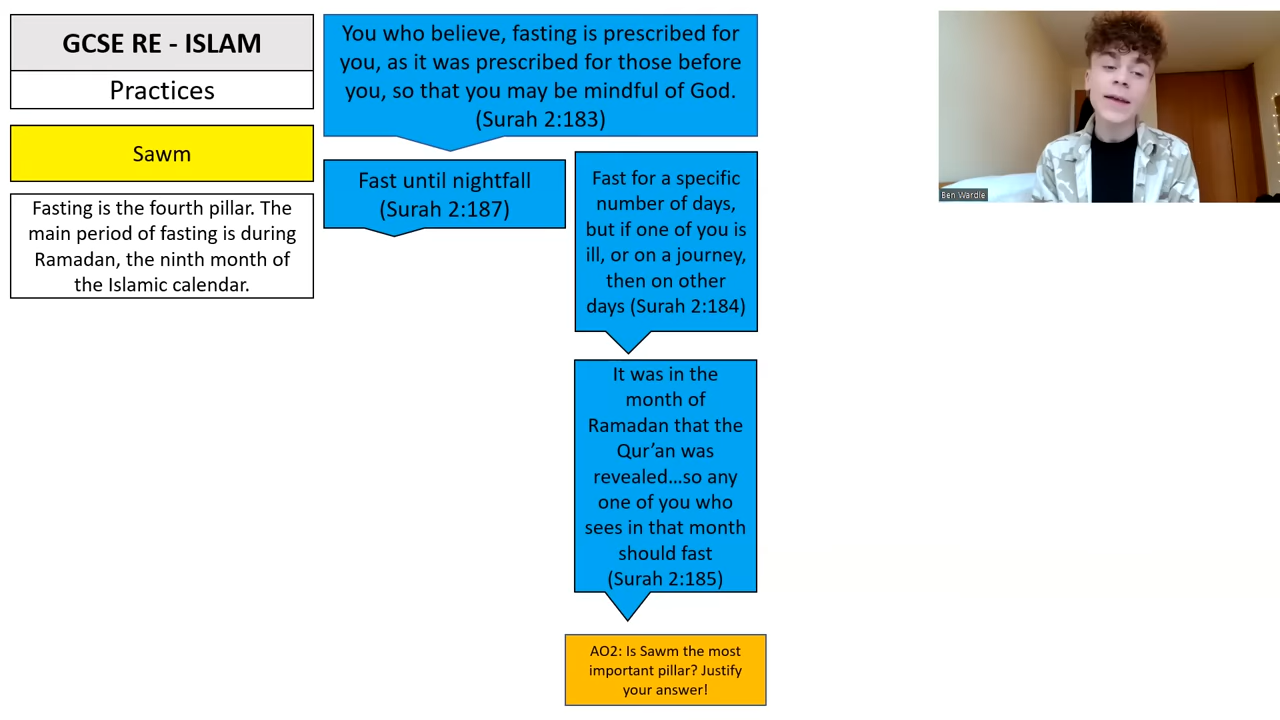 GCSE RE - ISLAM
Practices
Sawm
Fasting is the fourth pillar. The
main period of fasting is during
Ramadan, the ninth month of
the Islamic calendar.
You who believe, fasting is prescribed for
you, as it was prescribed for those before
you, so that you may be mindful of God.
(Surah 2:183)
Fast until nightfall
(Surah 2:187)
Fast for a specific
number of days,
but if one of you is
ill, or on a journey,
then on other
days (Surah 2:184)
It was in the
month of
Ramadan that the
Qur’an was
revealed…so any
one of you who
sees in that month
should fast
(Surah 2:185)
AO2: Is Sawm the most
important pillar? Justify
your answer!
Ben Wardle